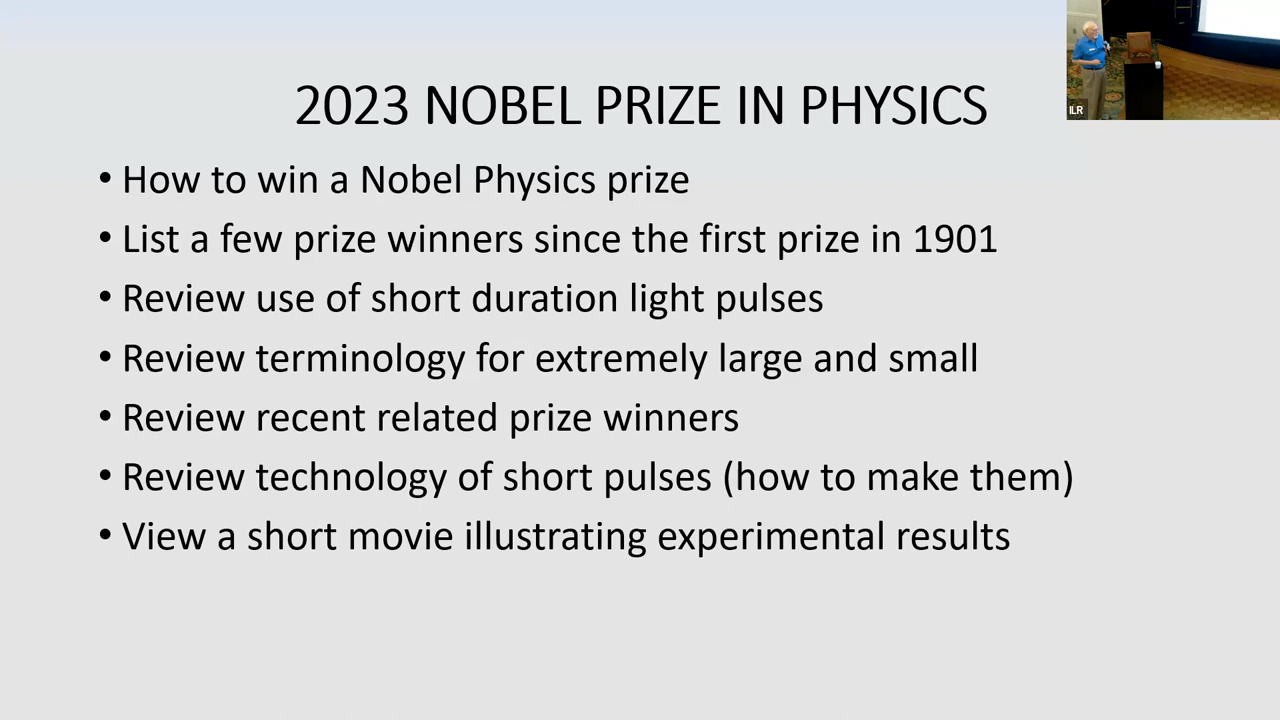 2023 NOBEL PRIZE IN PHYSICS
• How to win a Nobel Physics prize
• List a few prize winners since the first prize in 1901
• Review use of short duration light pulses
• Review terminology for extremely large and small
• Review recent related prize winners
• Review technology of short pulses (how to make them)
• View a short movie illustrating experimental results
ILR